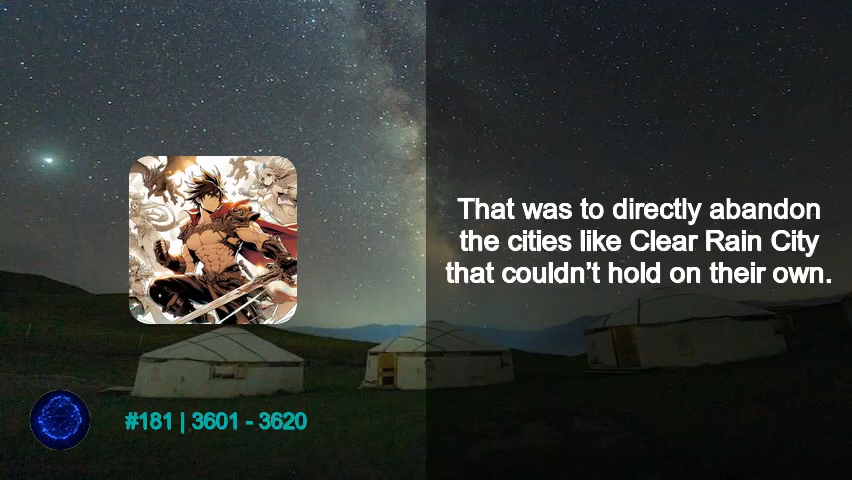 That was to directly abandon
the cities like Clear Rain City
that couldn't hold on their own.
#181 | 3601 - 3620